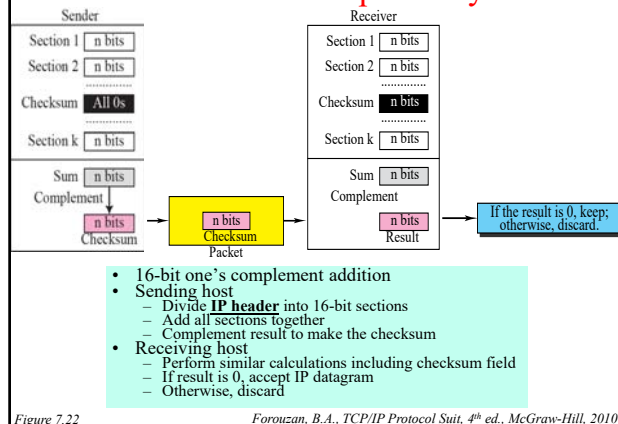 Sender
Receiver
Section 1 n bits
Section 2 n bits
..............
Checksum All 0s
..............
Section k n bits
Sum n bits
Complement
n bits
Checksum
n bits
Checksum
Packet
Section 1 n bits
Section 2 n bits
..............
Checksum n bits
..............
Section k n bits
Sum n bits
Complement
n bits
Result
If the result is 0, keep;
otherwise, discard.
• 16-bit one's complement addition
• Sending host
– Divide IP header into 16-bit sections
– Add all sections together
– Complement result to make the checksum
• Receiving host
– Perform similar calculations including checksum field
– If result is 0, accept IP datagram
– Otherwise, discard
Figure 7.22
Forouzan, B.A., TCP/IP Protocol Suit, 4th ed., McGraw-Hill, 2010